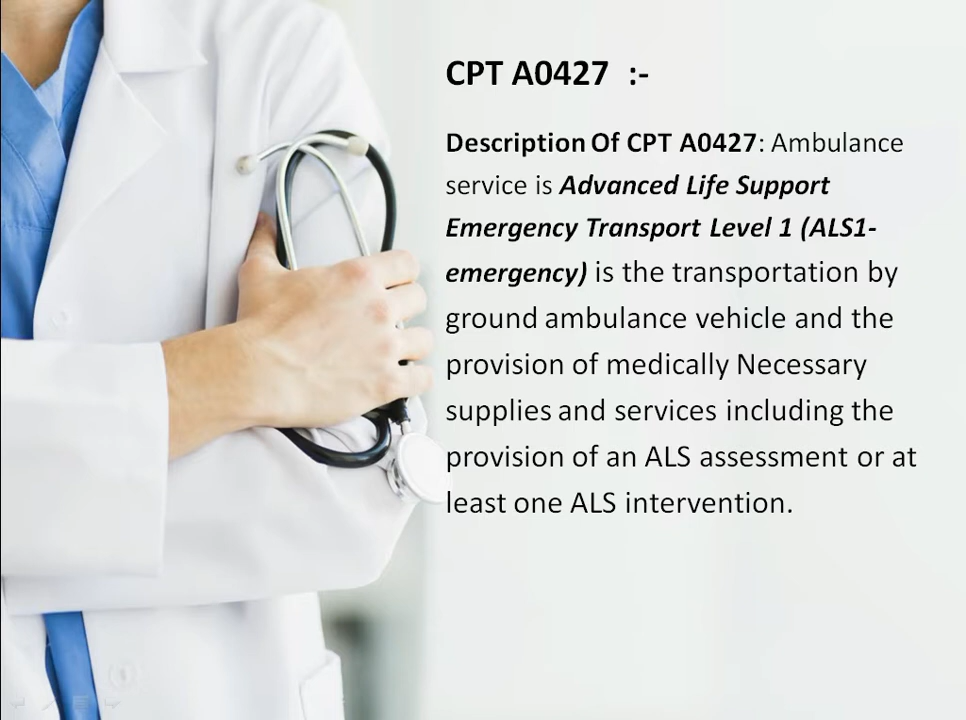 CPT A0427 :-
Description Of CPT A0427: Ambulance
service is Advanced Life Support
Emergency Transport Level 1 (ALS1-
emergency) is the transportation by
ground ambulance vehicle and the
provision of medically Necessary
supplies and services including the
provision of an ALS assessment or at
least one ALS intervention.